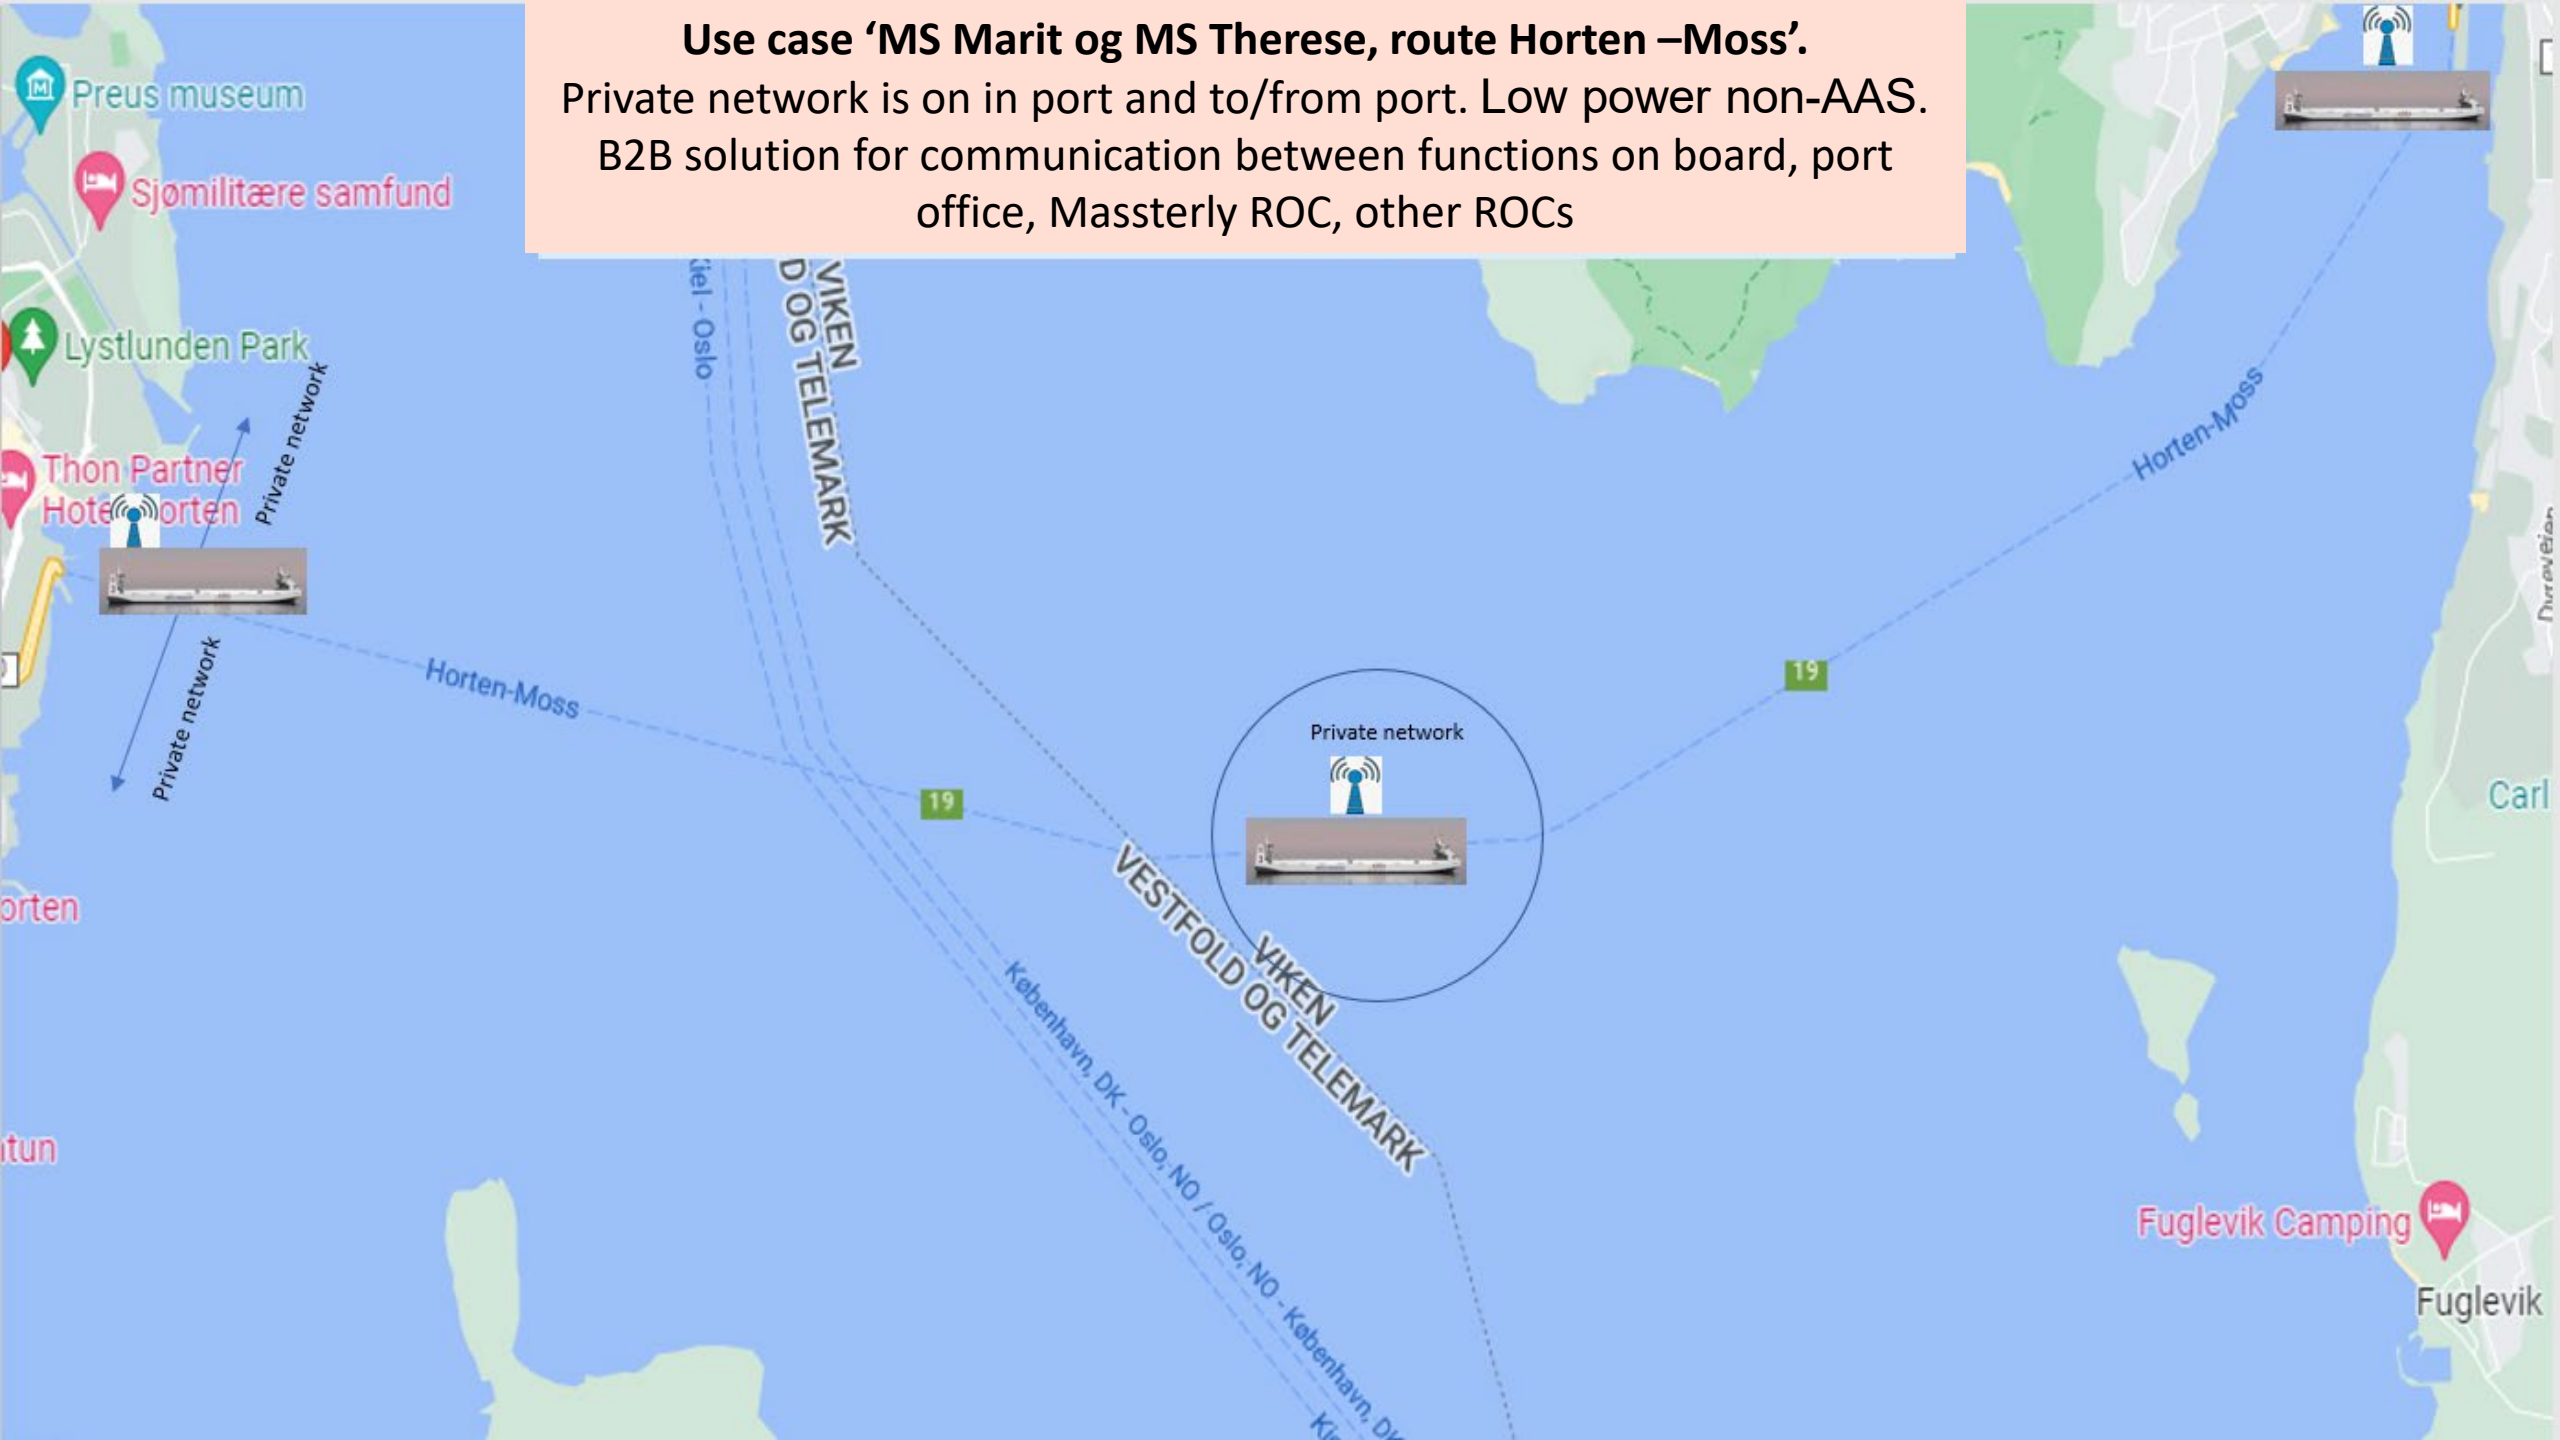 Use case ‘MS Marit og MS Therese, route Horten –Moss’.
Private network is on in port and to/from port. Low power non-AAS.
B2B solution for communication between functions on board, port
office, Massterly ROC, other ROCs
Preus museum
Sjømilitære samfund
Lystlunden Park
Private network
Thon Partner
Private network
Horten-Moss
Kiel - Oslo
VIKEN
D OG TELEMARK
Horten-Moss
19
19
Private network
VIKEN
VESTFOLD OG TELEMARK
København, DK - Oslo, NO / Oslo, NO - København, DK
orten
tun
Carl
Fuglevik Camping
Fuglevik